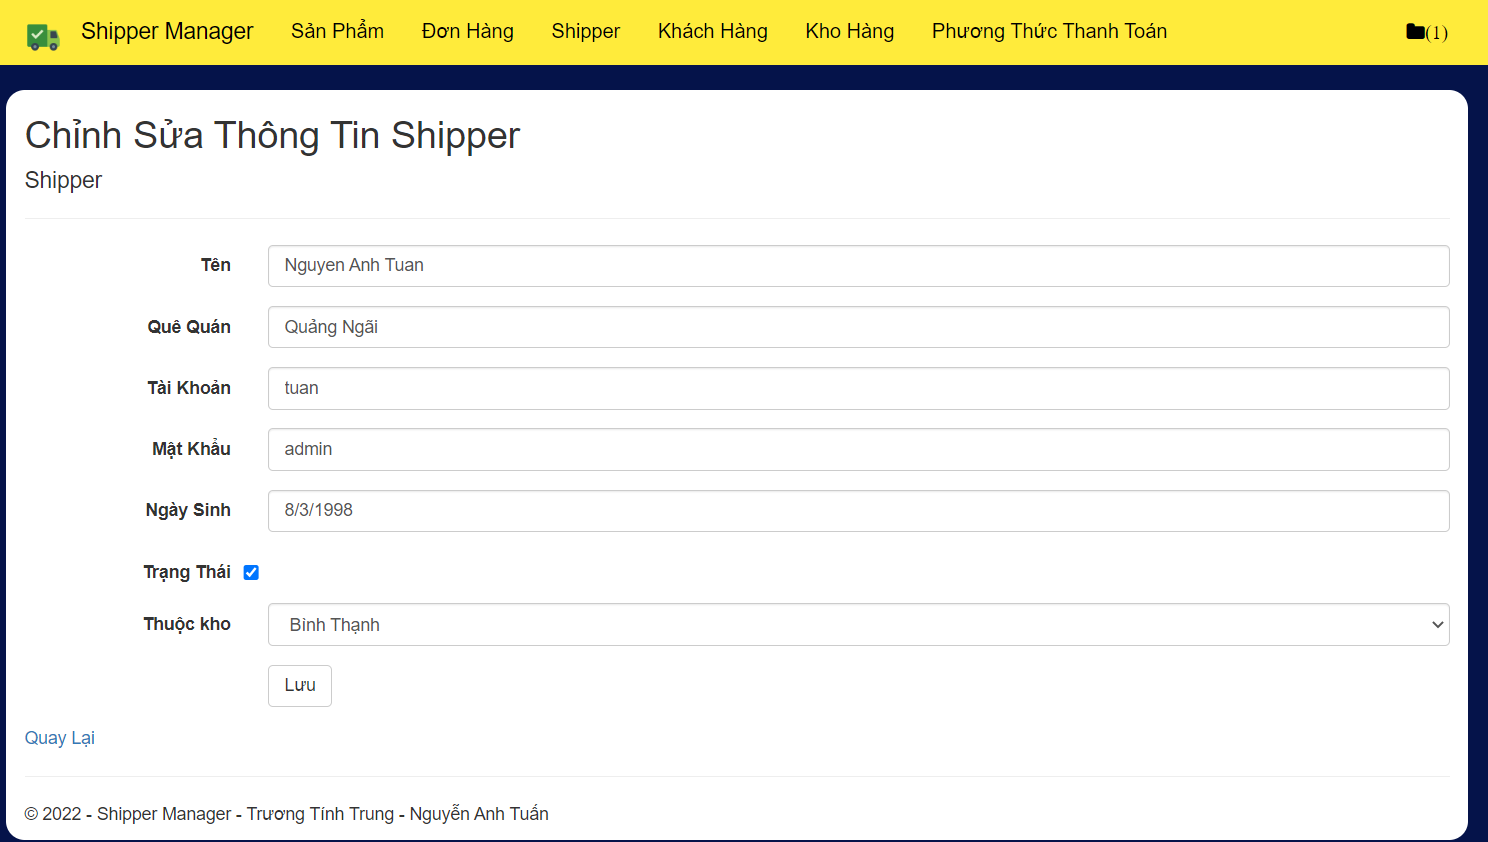 Shipper Manager Sản Phẩm Đơn Hàng Shipper Khách Hàng Kho Hàng Phương Thức Thanh Toán (1)
Chỉnh Sửa Thông Tin Shipper
Shipper
Tên Nguyen Anh Tuan
Quê Quán Quảng Ngãi
Tài Khoản tuan
Mật Khẩu admin
Ngày Sinh 8/3/1998
Trạng Thái
Thuộc kho Bình Thạnh
Lưu
Quay Lại
© 2022 - Shipper Manager - Trương Tính Trung - Nguyễn Anh Tuấn